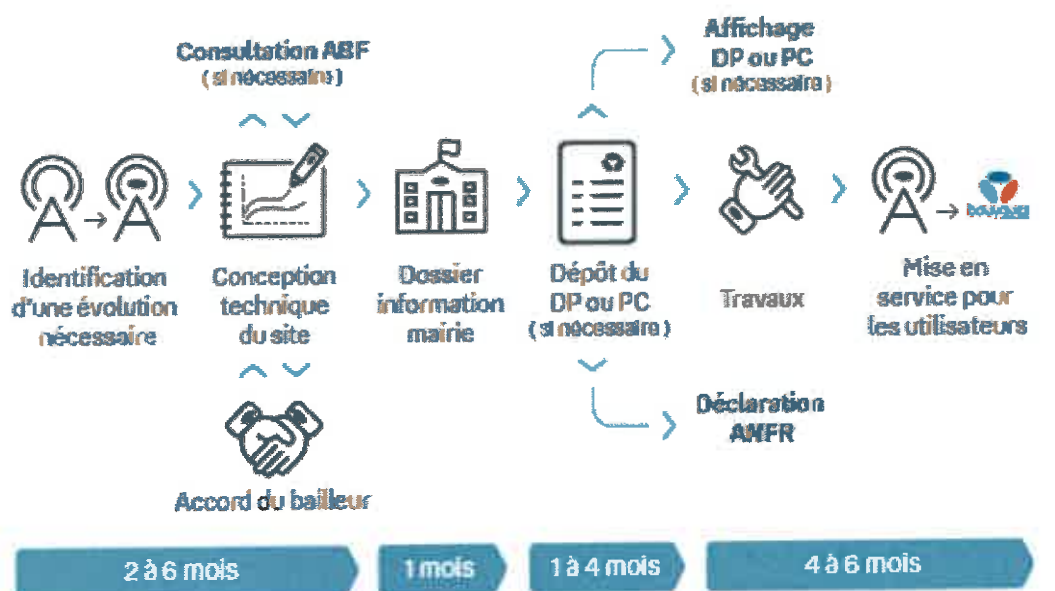 Consultation ABF
(si nécessaire)
Affichage
DP ou PC
(si nécessaire)
Identification
d'une évolution
nécessaire
Conception
technique
du site
Dossier
information
mairie
Dépôt du
DP ou PC
(si nécessaire)
Travaux
Mise en
service pour
les utilisateurs
Déclaration
ANFR
Accord du bailleur
2 à 6 mois
1 mois
1 à 4 mois
4 à 6 mois